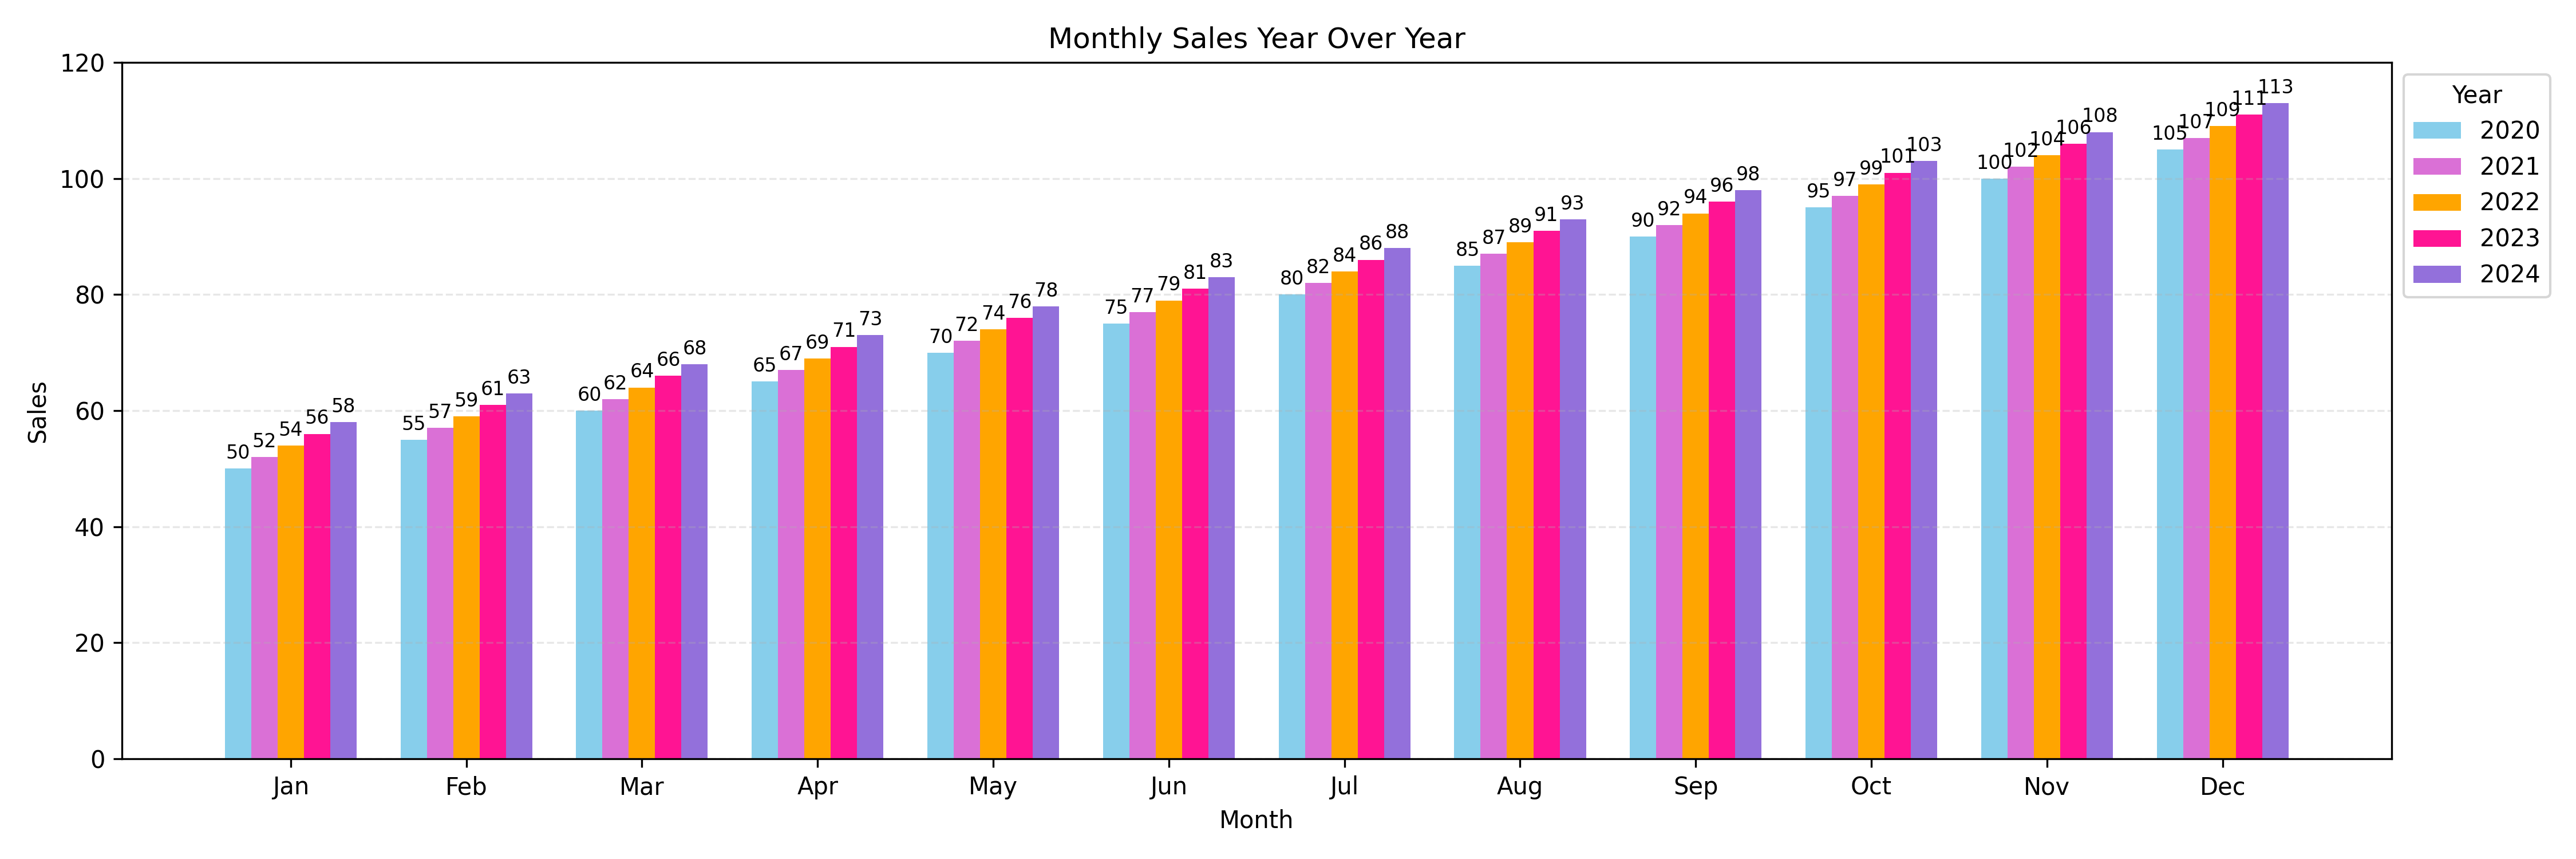 Monthly Sales Year Over Year
120
100
80
60
40
20
0
Sales
50 52 54 56 58
55 57 59 61 63
60 62 64 66 68
65 67 69 71 73
70 72 74 76 78
75 77 79 81 83
80 82 84 86 88
85 87 89 91 93
90 92 94 96 98
95 97 99 101 103
100 102 104 106 108
105 107 109 111 113
Jan Feb Mar Apr May Jun Jul Aug Sep Oct Nov Dec
Month
Year
2020
2021
2022
2023
2024